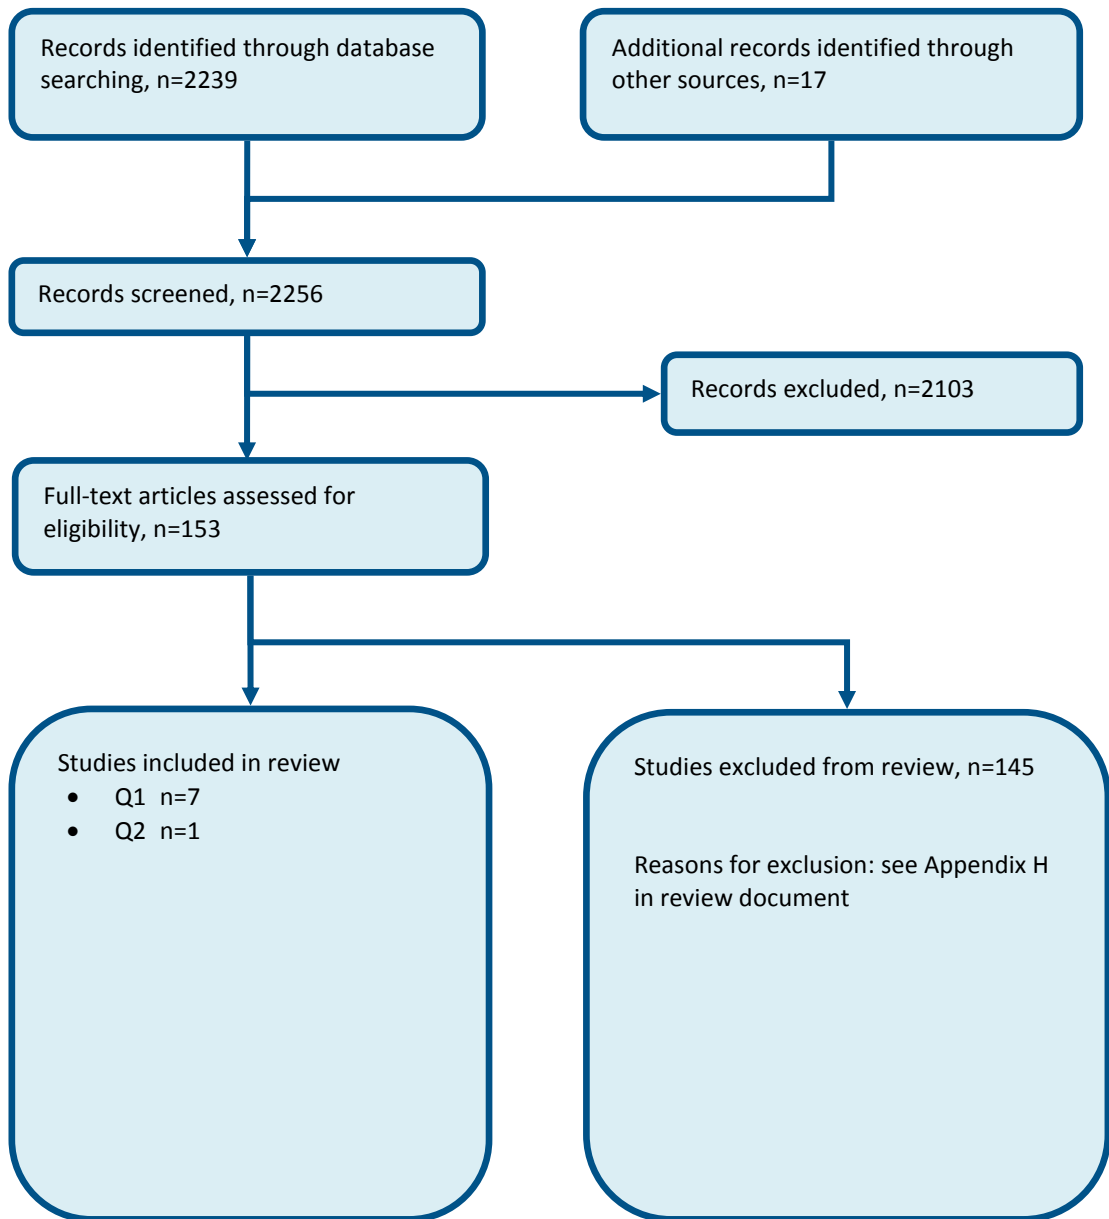 Records identified through database
searching, n=2239
Additional records identified through
other sources, n=17
Records screened, n=2256
Records excluded, n=2103
Full-text articles assessed for
eligibility, n=153
Studies included in review
• Q1 n=7
• Q2 n=1
Studies excluded from review, n=145
Reasons for exclusion: see Appendix H
in review document